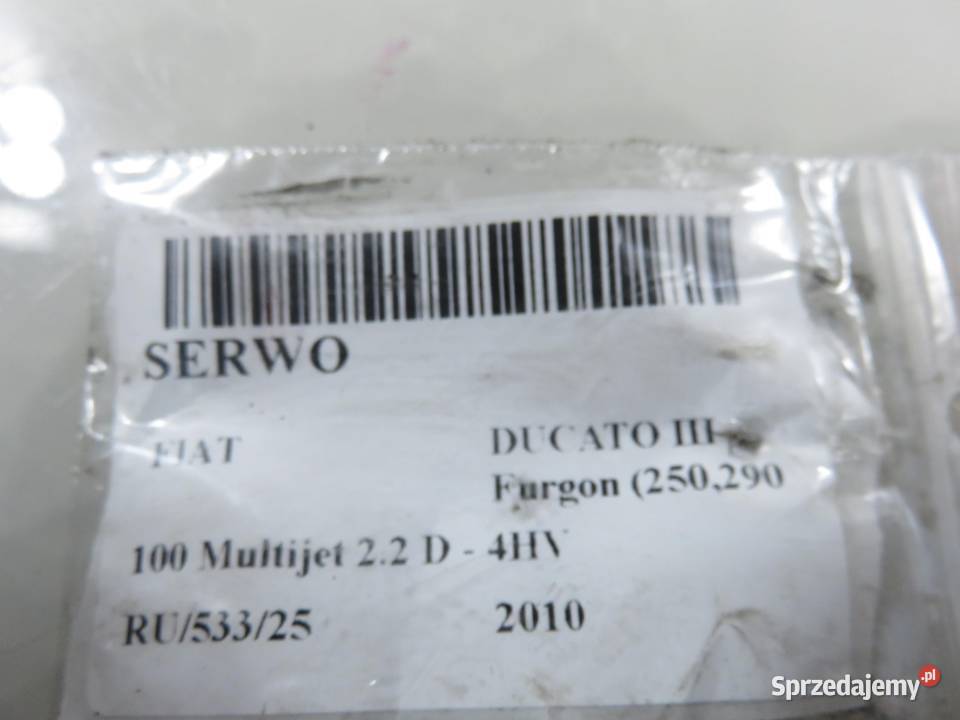 SERWO
FIAT DUCATO III
Furgon (250,290
100 Multijet 2.2 D - 4HV
RU/533/25 2010
Sprzedajemy.pl